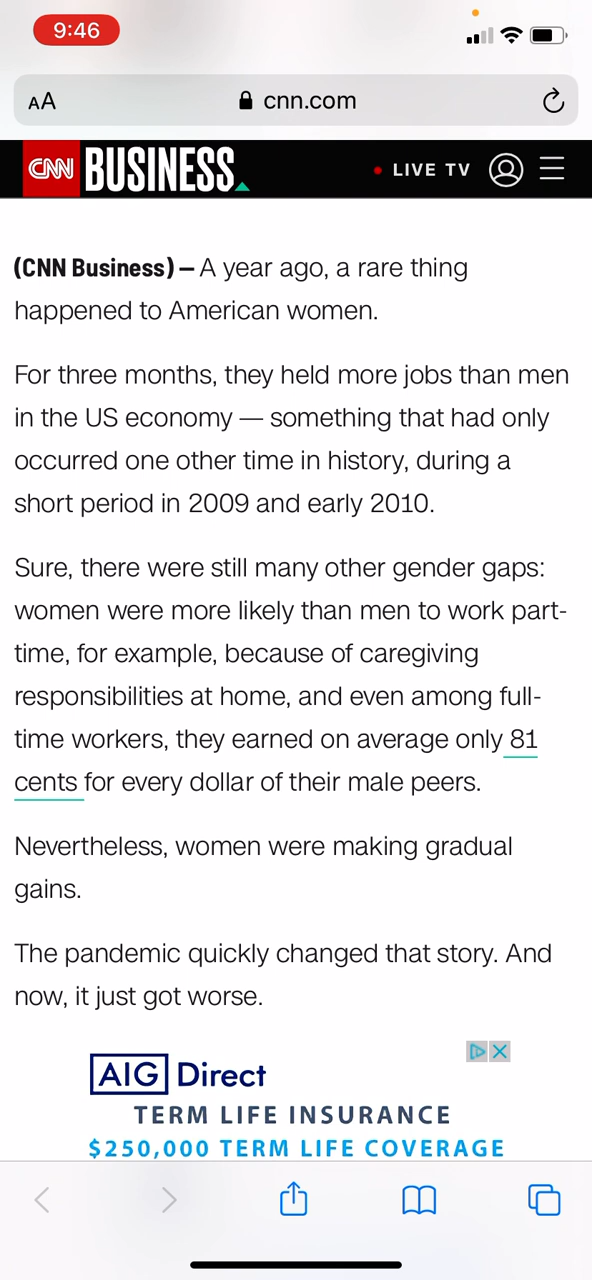 9:46
AA cnn.com
CNN BUSINESS LIVE TV
(CNN Business) — A year ago, a rare thing
happened to American women.
For three months, they held more jobs than men
in the US economy — something that had only
occurred one other time in history, during a
short period in 2009 and early 2010.
Sure, there were still many other gender gaps:
women were more likely than men to work part-
time, for example, because of caregiving
responsibilities at home, and even among full-
time workers, they earned on average only 81
cents for every dollar of their male peers.
Nevertheless, women were making gradual
gains.
The pandemic quickly changed that story. And
now, it just got worse.
AIG Direct
TERM LIFE INSURANCE
$250,000 TERM LIFE COVERAGE